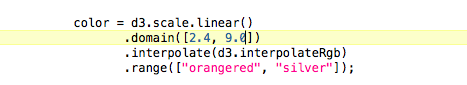 color = d3.scale.linear()
.domain([2.4, 9.0])
.interpolate(d3.interpolateRgb)
.range(["orangered", "silver"]);